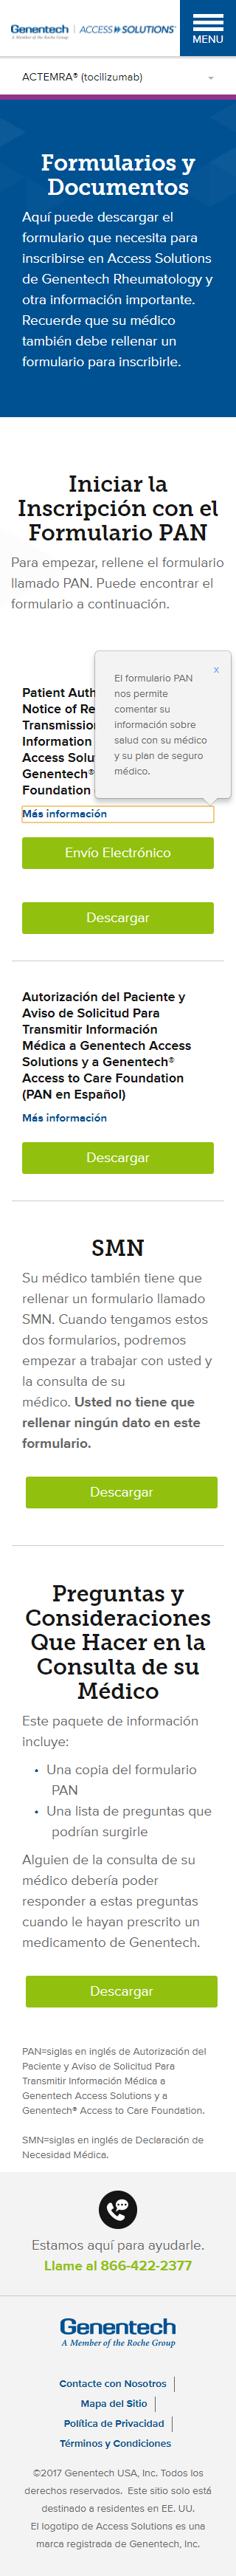 Genentech
A Member of the Roche Group
ACCESS SOLUTIONS®
MENU
ACTEMRA® (tocilizumab)
Formularios y
Documentos
Aquí puede descargar el
formulario que necesita para
inscribirse en Access Solutions
de Genentech Rheumatology y
otra información importante.
Recuerde que su médico
también debe rellenar un
formulario para inscribirle.
Iniciar la
Inscripción con el
Formulario PAN
Para empezar, rellene el formulario
llamado PAN. Puede encontrar el
formulario a continuación.
x
El formulario PAN
nos permite
comentar su
información sobre
salud con su médico
y su plan de seguro
médico.
Patient Auth
Notice of Re
Transmission
Information
Access Solu
Genentech®
Foundation
Más información
Envío Electrónico
Descargar
Autorización del Paciente y
Aviso de Solicitud Para
Transmitir Información
Médica a Genentech Access
Solutions y a Genentech®
Access to Care Foundation
(PAN en Español)
Más información
Descargar
SMN
Su médico también tiene que
rellenar un formulario llamado
SMN. Cuando tengamos estos
dos formularios, podremos
empezar a trabajar con usted y
la consulta de su
médico. Usted no tiene que
rellenar ningún dato en este
formulario.
Descargar
Preguntas y
Consideraciones
Que Hacer en la
Consulta de su
Médico
Este paquete de información
incluye:
• Una copia del formulario
PAN
• Una lista de preguntas que
podrían surgirle
Alguien de la consulta de su
médico debería poder
responder a estas preguntas
cuando le hayan prescrito un
medicamento de Genentech.
Descargar
PAN=siglas en inglés de Autorización del
Paciente y Aviso de Solicitud Para
Transmitir Información Médica a
Genentech Access Solutions y a
Genentech® Access to Care Foundation.
SMN=siglas en inglés de Declaración de
Necesidad Médica.
Estamos aquí para ayudarle.
Llame al 866-422-2377
Genentech
A Member of the Roche Group
Contacte con Nosotros
Mapa del Sitio
Política de Privacidad
Términos y Condiciones
©2017 Genentech USA, Inc. Todos los
derechos reservados. Este sitio solo está
destinado a residentes en EE. UU.
El logotipo de Access Solutions es una
marca registrada de Genentech, Inc.